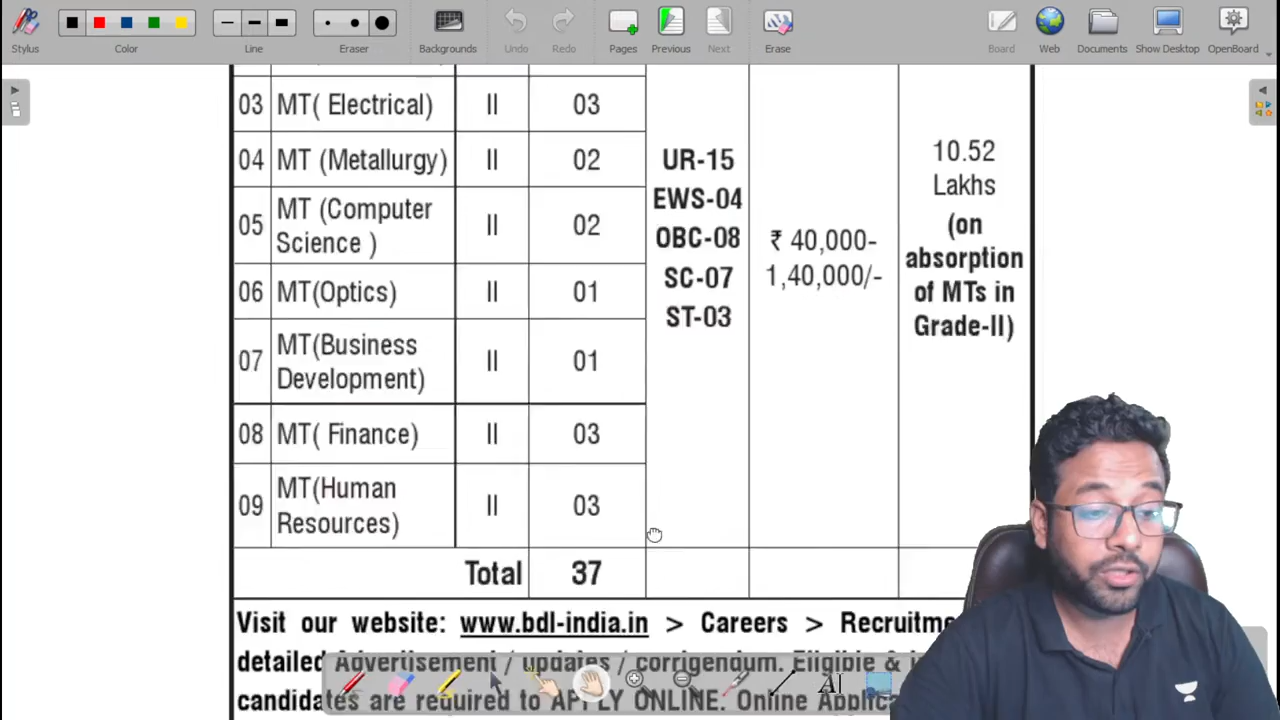 Stylus
Color
Line
Eraser
Backgrounds
Undo
Redo
Pages
Previous
Next
Erase
Board
Web
Documents
Show Desktop
OpenBoard
03 MT( Electrical) II 03
04 MT (Metallurgy) II 02
05 MT (Computer
Science ) II 02
06 MT(Optics) II 01
07 MT(Business
Development) II 01
08 MT( Finance) II 03
09 MT(Human
Resources) II 03
UR-15
EWS-04
OBC-08
SC-07
ST-03
₹ 40,000-
1,40,000/-
10.52
Lakhs
(on
absorption
of MTs in
Grade-II)
Total 37
Visit our website: www.bdl-india.in > Careers >
detailed Advertisement / updates / corrigendum. Eligible &
candidates are required to APPLY ONLINE. Online